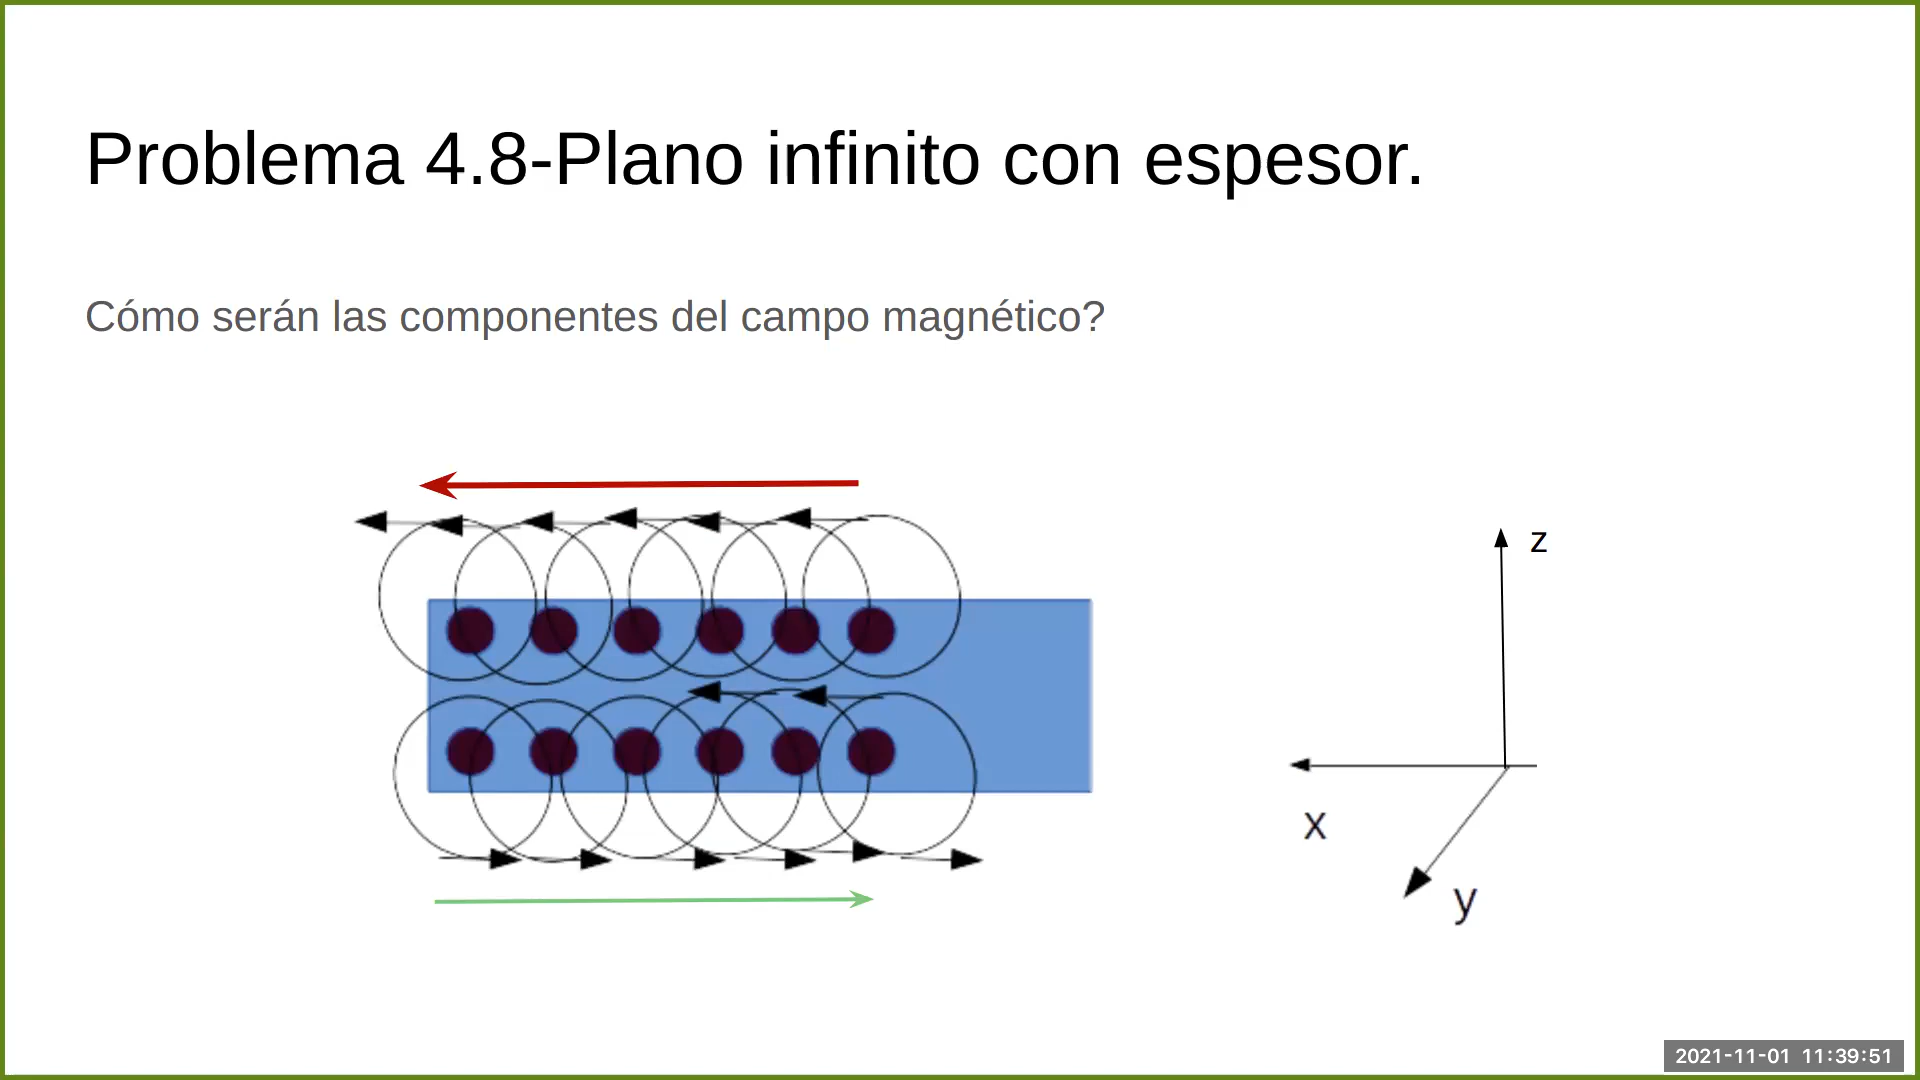 Problema 4.8-Plano infinito con espesor.
Cómo serán las componentes del campo magnético?
z
x
y
2021-11-01 11:39:51